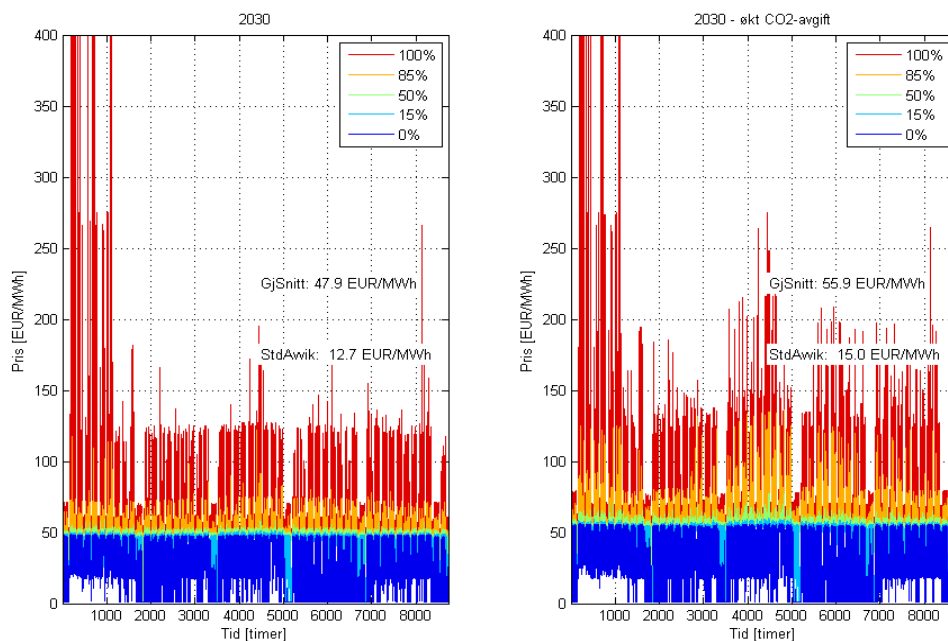 2030
400
350
300
250
200
150
100
50
0
Pris [EUR/MWh]
100%
85%
50%
15%
0%
GjSnitt: 47.9 EUR/MWh
StdAwik: 12.7 EUR/MWh
1000 2000 3000 4000 5000 6000 7000 8000
Tid [timer]
2030 - økt CO2-avgift
400
350
300
250
200
150
100
50
0
Pris [EUR/MWh]
100%
85%
50%
15%
0%
GjSnitt: 55.9 EUR/MWh
StdAwik: 15.0 EUR/MWh
1000 2000 3000 4000 5000 6000 7000 8000
Tid [timer]